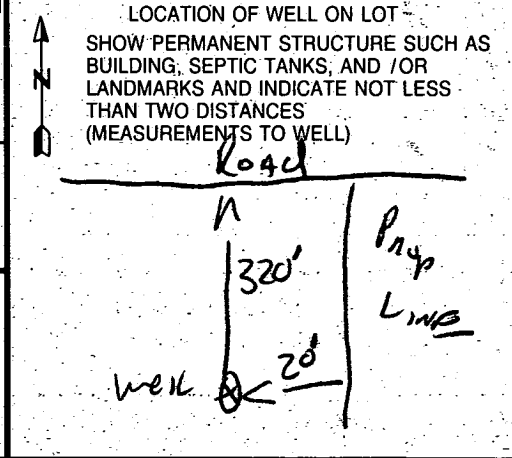 LOCATION OF WELL ON LOT
SHOW PERMANENT STRUCTURE SUCH AS
BUILDING, SEPTIC TANKS, AND / OR
LANDMARKS AND INDICATE NOT LESS
THAN TWO DISTANCES
(MEASUREMENTS TO WELL)
N
Road
320'
Prop
Line
20'
well